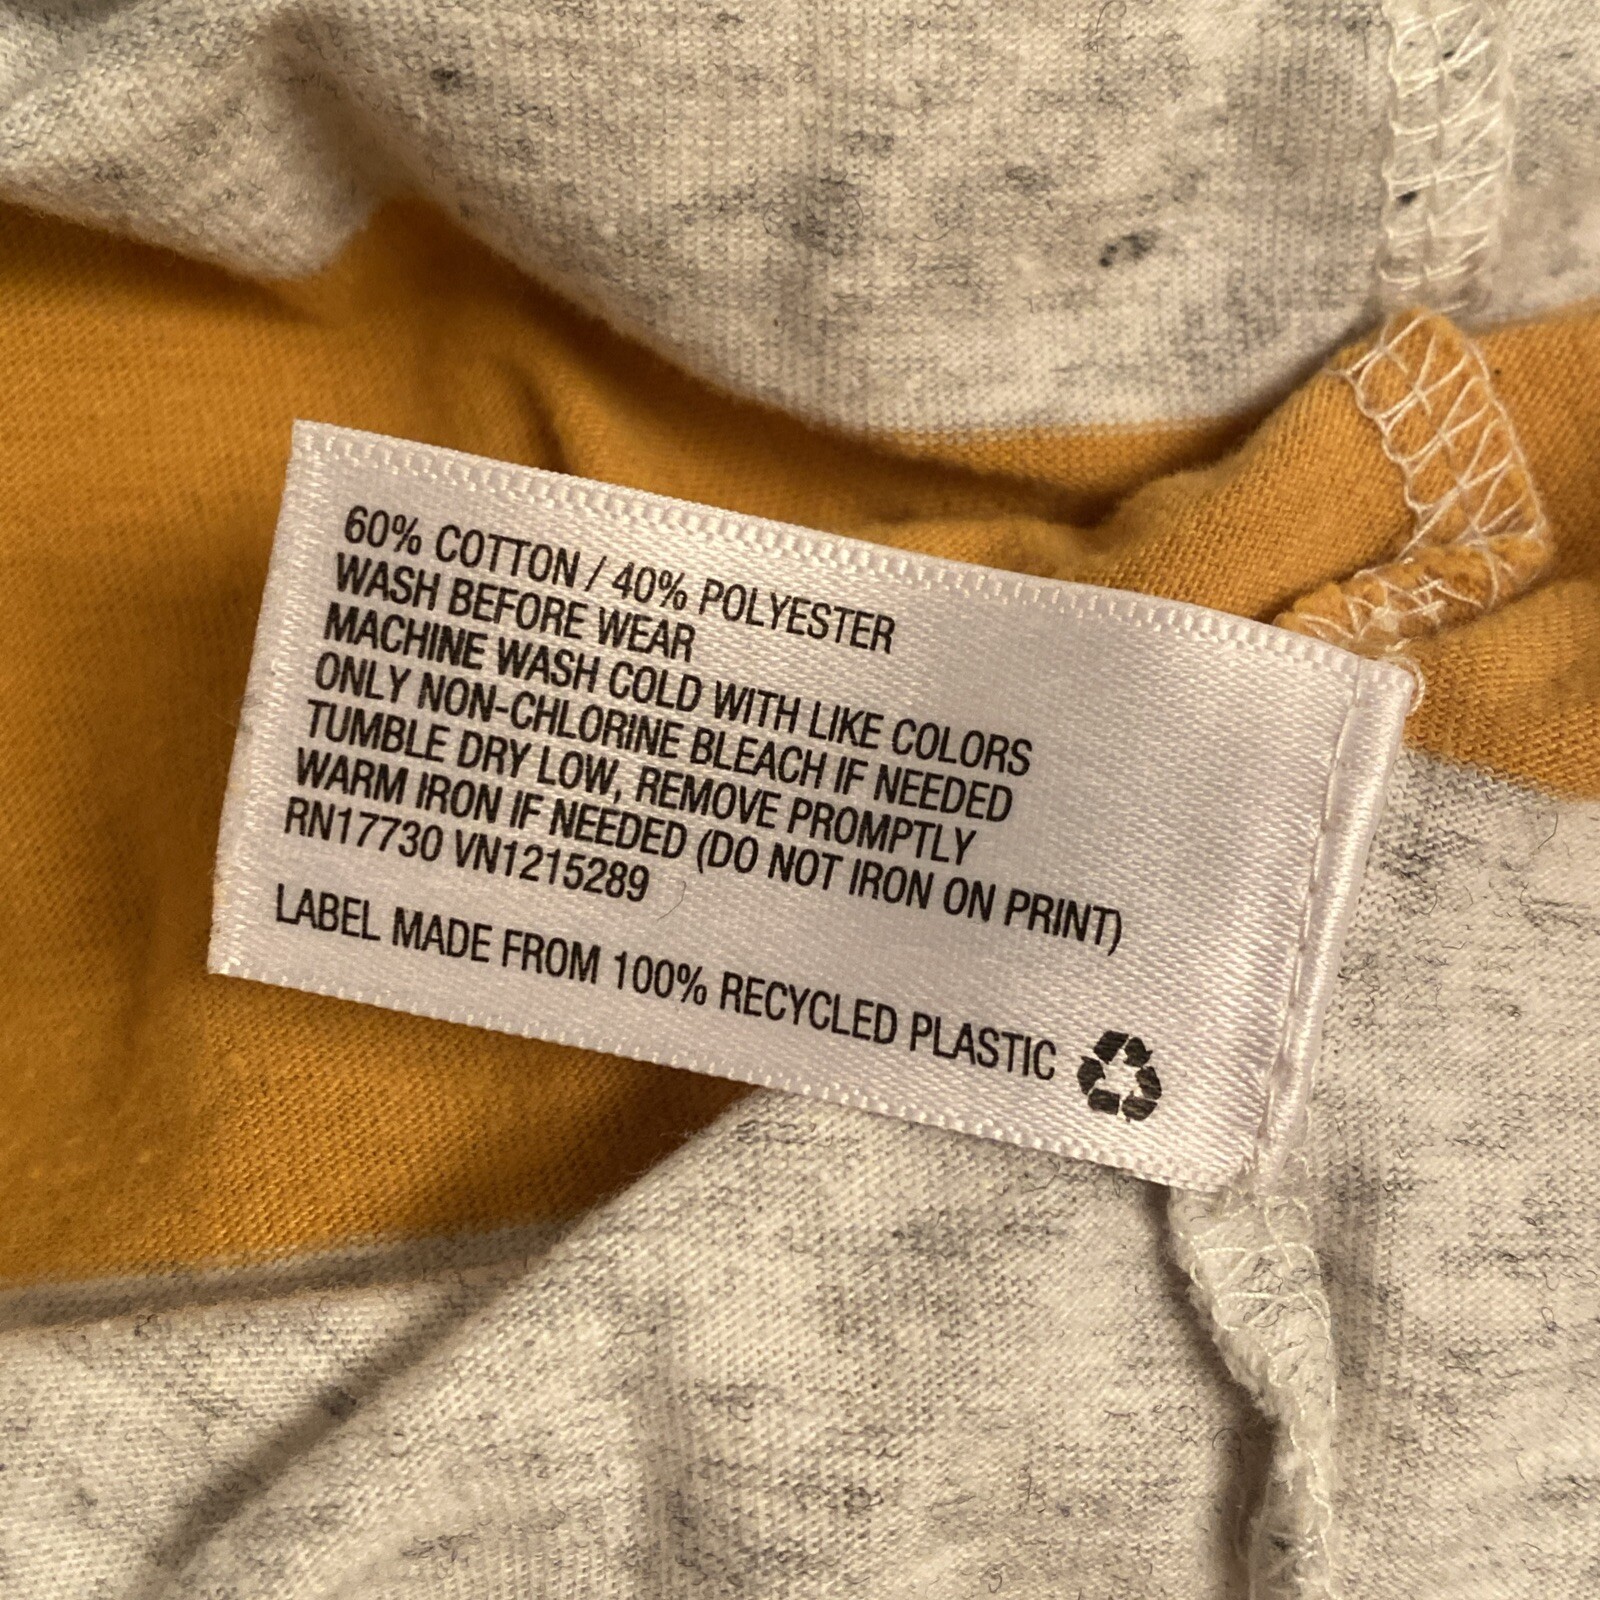 60% COTTON / 40% POLYESTER
WASH BEFORE WEAR
MACHINE WASH COLD WITH LIKE COLORS
ONLY NON-CHLORINE BLEACH IF NEEDED
TUMBLE DRY LOW, REMOVE PROMPTLY
WARM IRON IF NEEDED (DO NOT IRON ON PRINT)
RN17730 VN1215289
LABEL MADE FROM 100% RECYCLED PLASTIC